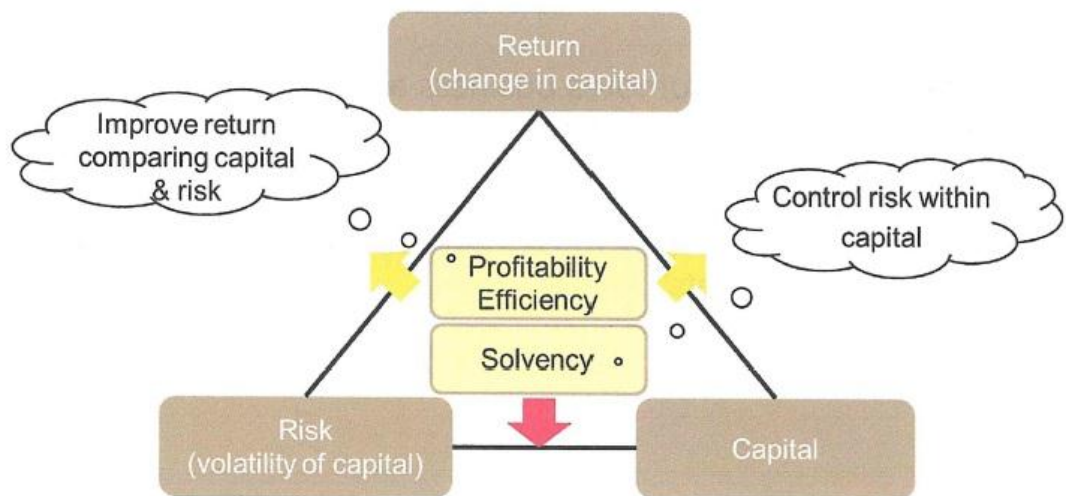 Return
(change in capital)
Improve return
comparing capital
& risk
Control risk within
capital
Profitability
Efficiency
Solvency
Risk
(volatility of capital)
Capital